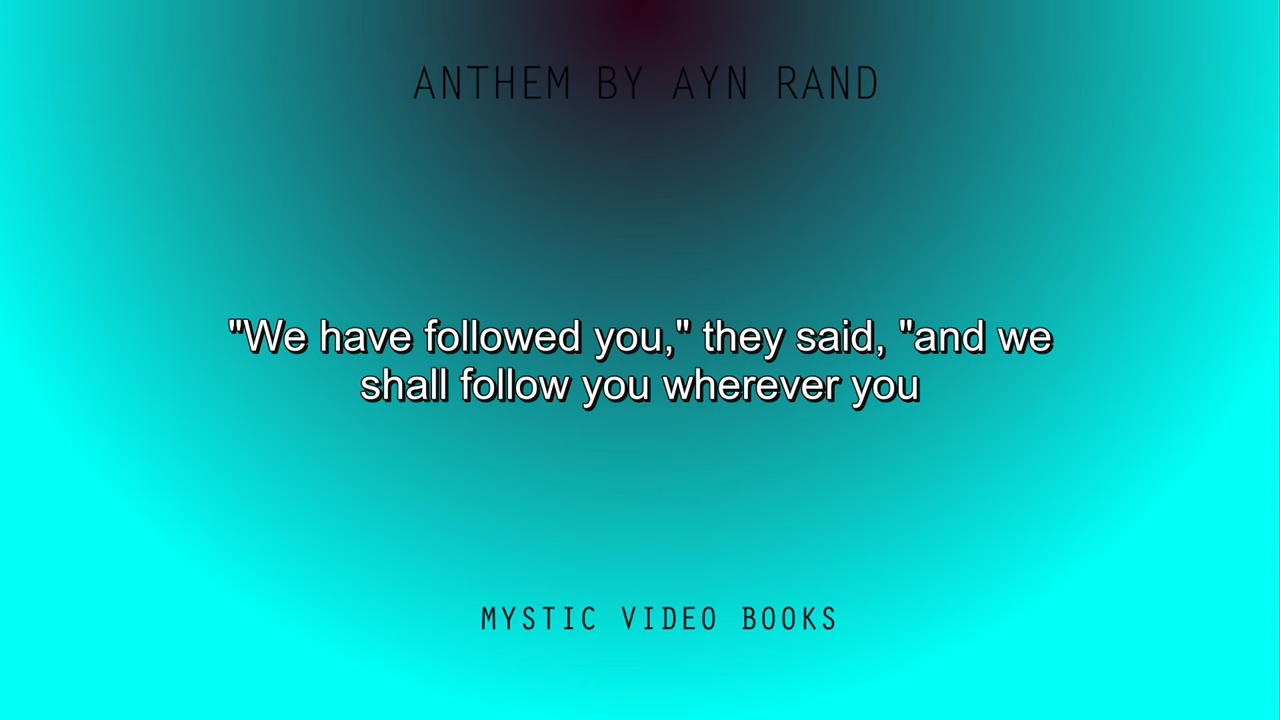 ANTHEM BY AYN RAND
"We have followed you," they said, "and we
shall follow you wherever you
MYSTIC VIDEO BOOKS